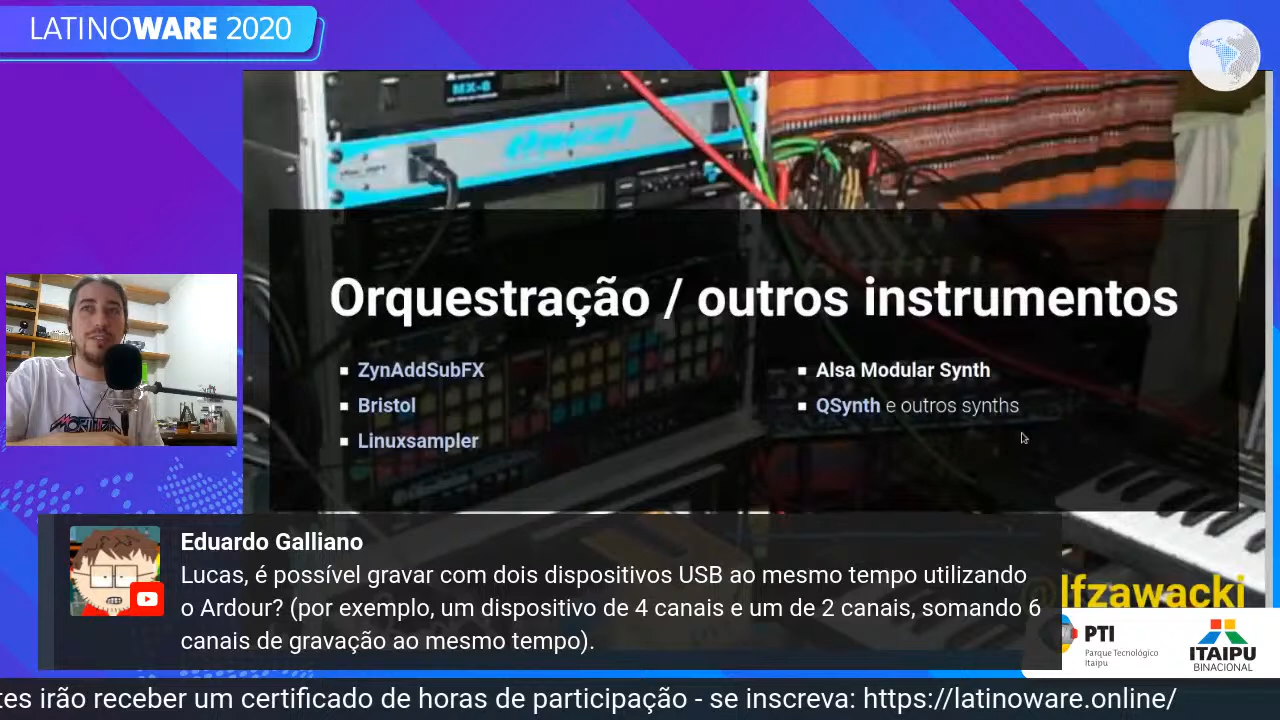 LATINOWARE 2020
MX-8
Orquestração / outros instrumentos
ZynAddSubFX
Bristol
Linuxsampler
Alsa Modular Synth
QSynth e outros synths
Eduardo Galliano
Lucas, é possível gravar com dois dispositivos USB ao mesmo tempo utilizando
o Ardour? (por exemplo, um dispositivo de 4 canais e um de 2 canais, somando 6
canais de gravação ao mesmo tempo).
@lfzawacki
PTI
Parque Tecnológico
Itaipu
ITAIPU
BINACIONAL
tes irão receber um certificado de horas de participação - se inscreva: https://latinoware.online/